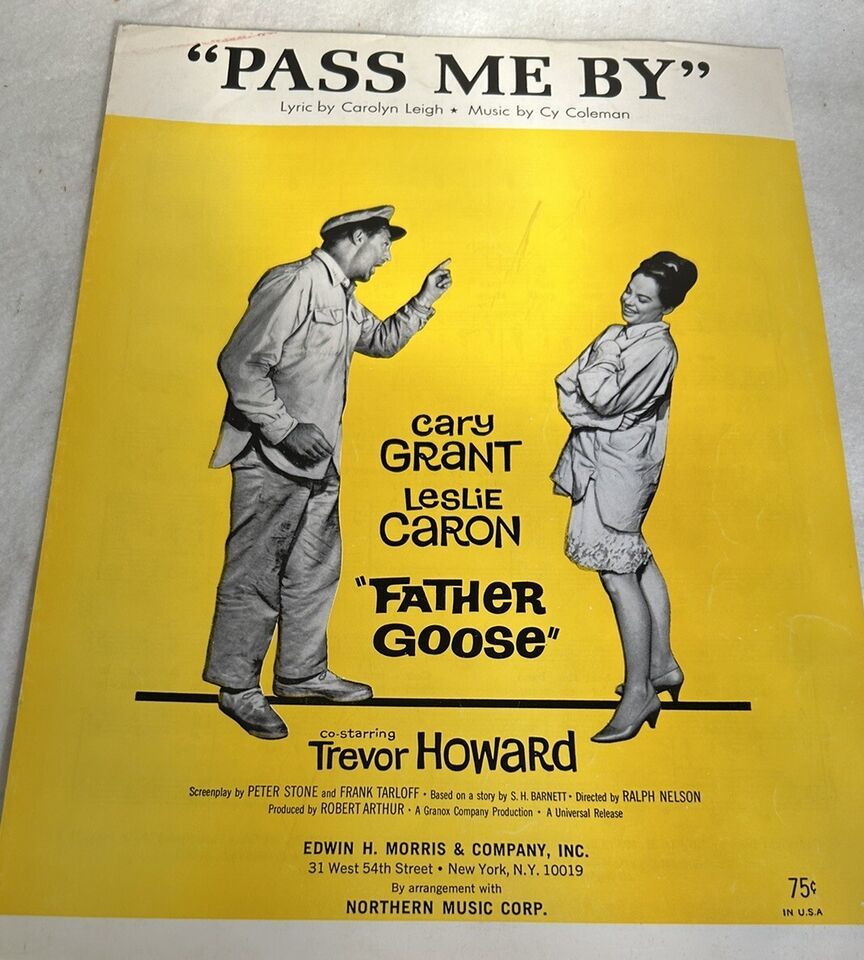 “PASS ME BY”
Lyric by Carolyn Leigh ★ Music by Cy Coleman
Cary
GRANT
LESLIE
CARON
"FATHER
GOOSE"
co-starring
Trevor HOWARD
Screenplay by PETER STONE and FRANK TARLOFF • Based on a story by S. H. BARNETT • Directed by RALPH NELSON
Produced by ROBERT ARTHUR • A Granox Company Production • A Universal Release
EDWIN H. MORRIS & COMPANY, INC.
31 West 54th Street • New York, N.Y. 10019
By arrangement with
NORTHERN MUSIC CORP.
75¢
IN U.S.A